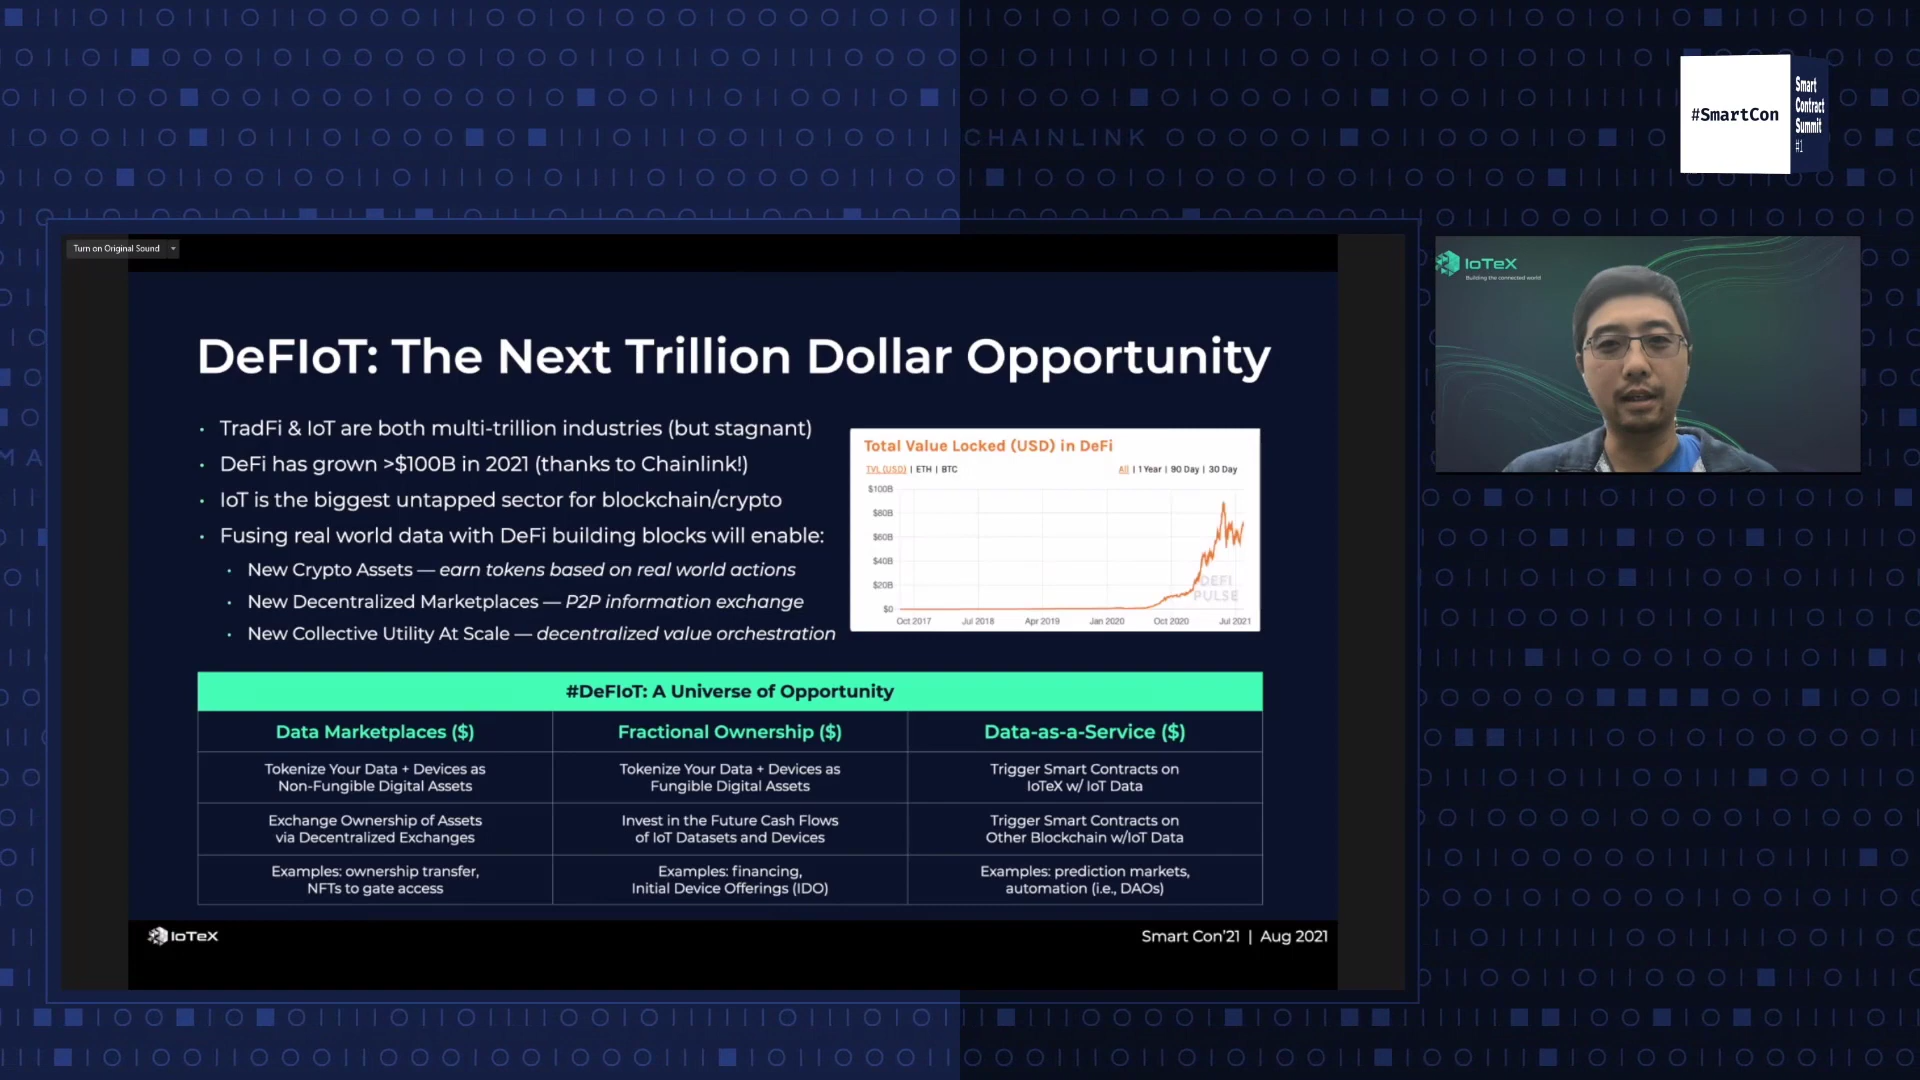 CHAINLINK
#SmartCon
Smart
Contract
Summit
#1
Turn on Original Sound
IoTeX
Building the connected world
DeFIoT: The Next Trillion Dollar Opportunity
· TradFi & IoT are both multi-trillion industries (but stagnant)
· DeFi has grown >$100B in 2021 (thanks to Chainlink!)
· IoT is the biggest untapped sector for blockchain/crypto
· Fusing real world data with DeFi building blocks will enable:
· New Crypto Assets — earn tokens based on real world actions
· New Decentralized Marketplaces — P2P information exchange
· New Collective Utility At Scale — decentralized value orchestration
Total Value Locked (USD) in DeFi
TVL (USD) | ETH | BTC
All | 1 Year | 90 Day | 30 Day
$100B
$80B
$60B
$40B
$20B
$0
DEFI
PULSE
Oct 2017 Jul 2018 Apr 2019 Jan 2020 Oct 2020 Jul 2021
#DeFIoT: A Universe of Opportunity
Data Marketplaces ($) Fractional Ownership ($) Data-as-a-Service ($)
Tokenize Your Data + Devices as
Non-Fungible Digital Assets
Tokenize Your Data + Devices as
Fungible Digital Assets
Trigger Smart Contracts on
IoTeX w/ IoT Data
Exchange Ownership of Assets
via Decentralized Exchanges
Invest in the Future Cash Flows
of IoT Datasets and Devices
Trigger Smart Contracts on
Other Blockchain w/IoT Data
Examples: ownership transfer,
NFTs to gate access
Examples: financing,
Initial Device Offerings (IDO)
Examples: prediction markets,
automation (i.e., DAOs)
IoTeX
Smart Con'21 | Aug 2021